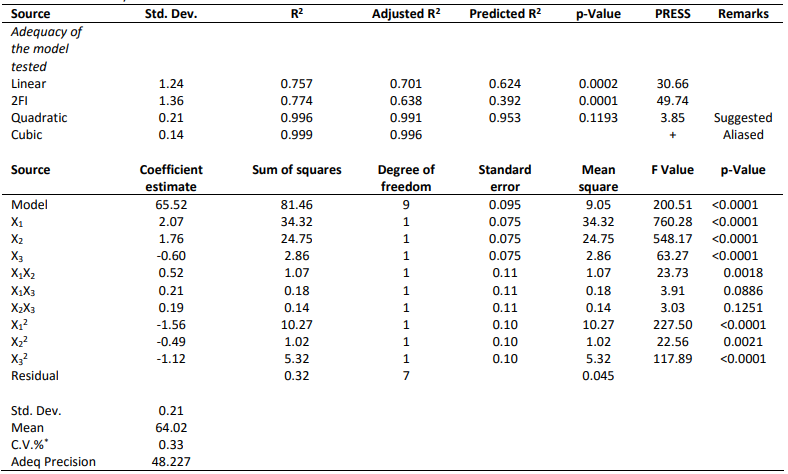 Source Std. Dev. R² Adjusted R² Predicted R² p-Value PRESS Remarks
Adequacy of
the model
tested
Linear 1.24 0.757 0.701 0.624 0.0002 30.66
2FI 1.36 0.774 0.638 0.392 0.0001 49.74
Quadratic 0.21 0.996 0.991 0.953 0.1193 3.85 Suggested
Cubic 0.14 0.999 0.996 + Aliased
Source Coefficient Sum of squares Degree of Standard Mean F Value p-Value
estimate freedom error square
Model 65.52 81.46 9 0.095 9.05 200.51 <0.0001
X₁ 2.07 34.32 1 0.075 34.32 760.28 <0.0001
X₂ 1.76 24.75 1 0.075 24.75 548.17 <0.0001
X₃ -0.60 2.86 1 0.075 2.86 63.27 <0.0001
X₁X₂ 0.52 1.07 1 0.11 1.07 23.73 0.0018
X₁X₃ 0.21 0.18 1 0.11 0.18 3.91 0.0886
X₂X₃ 0.19 0.14 1 0.11 0.14 3.03 0.1251
X₁² -1.56 10.27 1 0.10 10.27 227.50 <0.0001
X₂² -0.49 1.02 1 0.10 1.02 22.56 0.0021
X₃² -1.12 5.32 1 0.10 5.32 117.89 <0.0001
Residual 0.32 7 0.045
Std. Dev. 0.21
Mean 64.02
C.V.%* 0.33
Adeq Precision 48.227